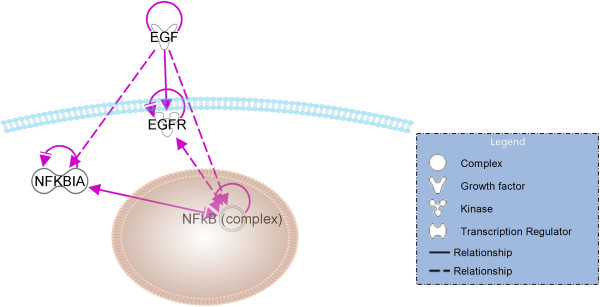 EGF
EGFR
NFKBIA
NFkB (complex)
Legend
Complex
Growth factor
Kinase
Transcription Regulator
Relationship
Relationship